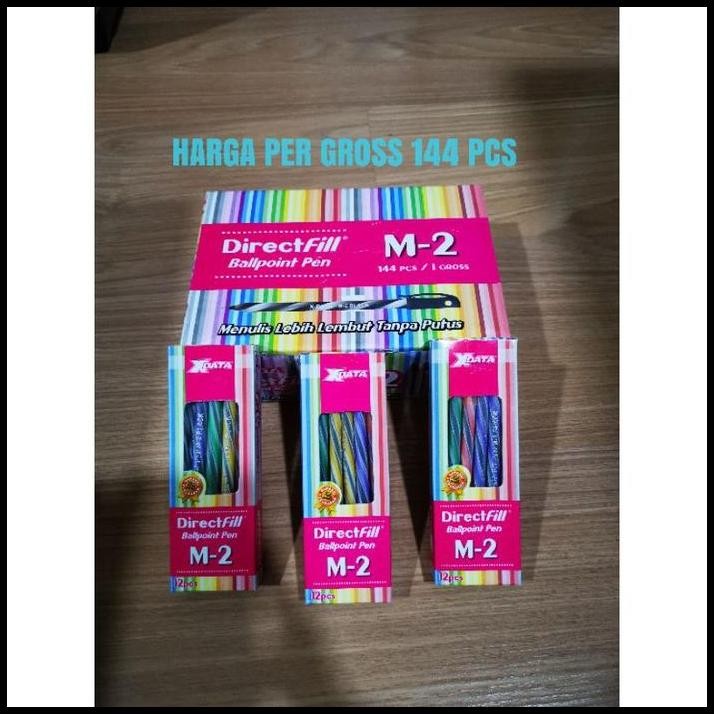 HARGA PER GROSS 144 PCS
DirectFill®
Ballpoint Pen
M-2
144 PCS / 1 GROSS
Menulis Lebih Lembut Tanpa Putus
XDATA
DirectFill®
Ballpoint Pen
M-2
12pcs
XDATA
DirectFill®
Ballpoint Pen
M-2
12pcs
XDATA
DirectFill®
Ballpoint Pen
M-2
12pcs